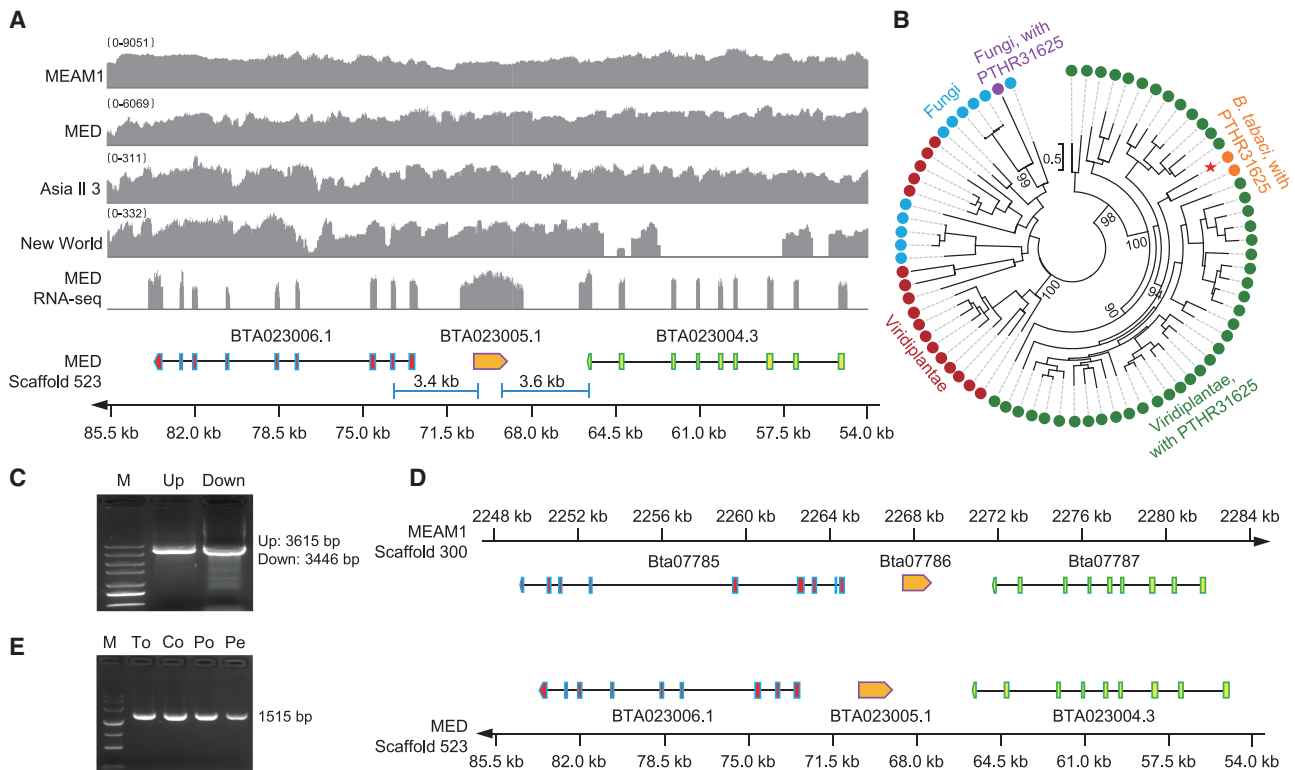 A
(0-9051)
MEAM1
(0-6069)
MED
(0-311)
Asia II 3
(0-332)
New World
MED
RNA-seq
BTA023006.1
BTA023005.1
BTA023004.3
MED
Scaffold 523
3.4 kb
3.6 kb
85.5 kb
82.0 kb
78.5 kb
75.0 kb
71.5 kb
68.0 kb
64.5 kb
61.0 kb
57.5 kb
54.0 kb
B
Fungi
Fungi, with
PTHR31625
B. tabaci, with
PTHR31625
0.5
99
98
100
94
90
100
Viridiplantae
Viridiplantae,
with PTHR31625
C
M Up Down
Up: 3615 bp
Down: 3446 bp
D
2248 kb
2252 kb
2256 kb
2260 kb
2264 kb
2268 kb
2272 kb
2276 kb
2280 kb
2284 kb
MEAM1
Scaffold 300
Bta07785
Bta07786
Bta07787
BTA023006.1
BTA023005.1
BTA023004.3
MED
Scaffold 523
85.5 kb
82.0 kb
78.5 kb
75.0 kb
71.5 kb
68.0 kb
64.5 kb
61.0 kb
57.5 kb
54.0 kb
E
M To Co Po Pe
1515 bp